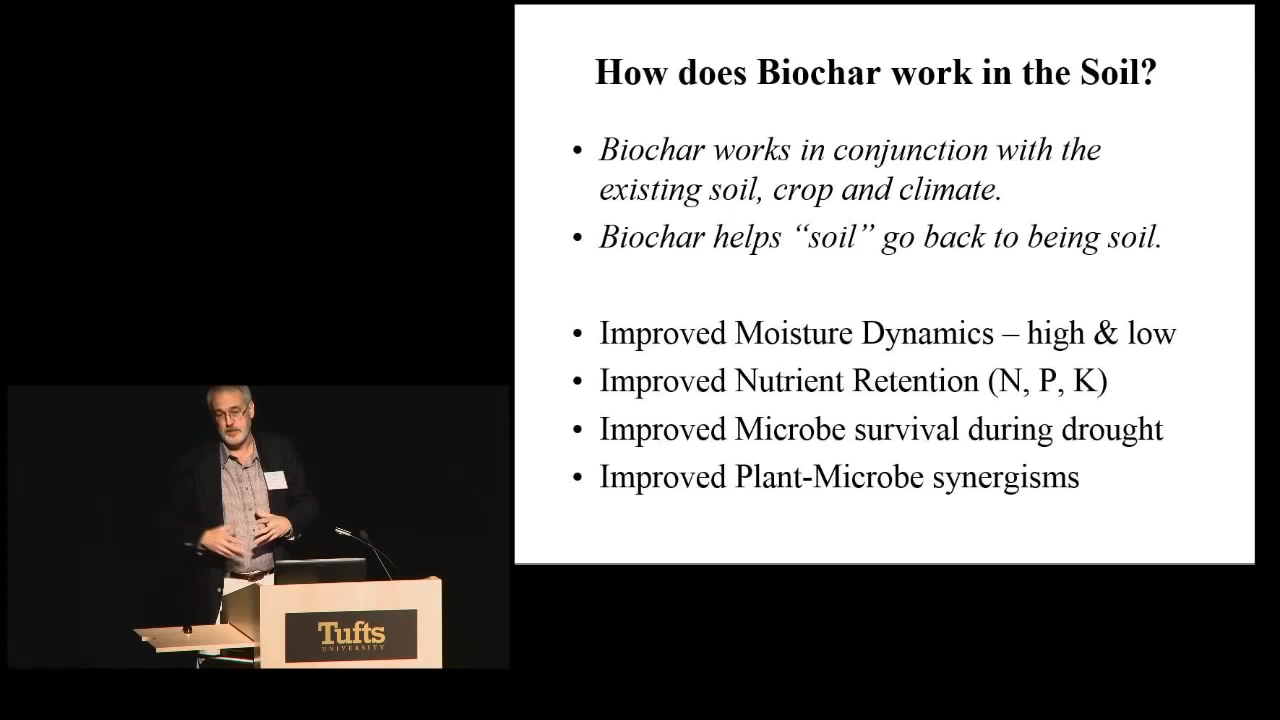 How does Biochar work in the Soil?
• Biochar works in conjunction with the
existing soil, crop and climate.
• Biochar helps “soil” go back to being soil.
• Improved Moisture Dynamics – high & low
• Improved Nutrient Retention (N, P, K)
• Improved Microbe survival during drought
• Improved Plant-Microbe synergisms
Tufts
UNIVERSITY